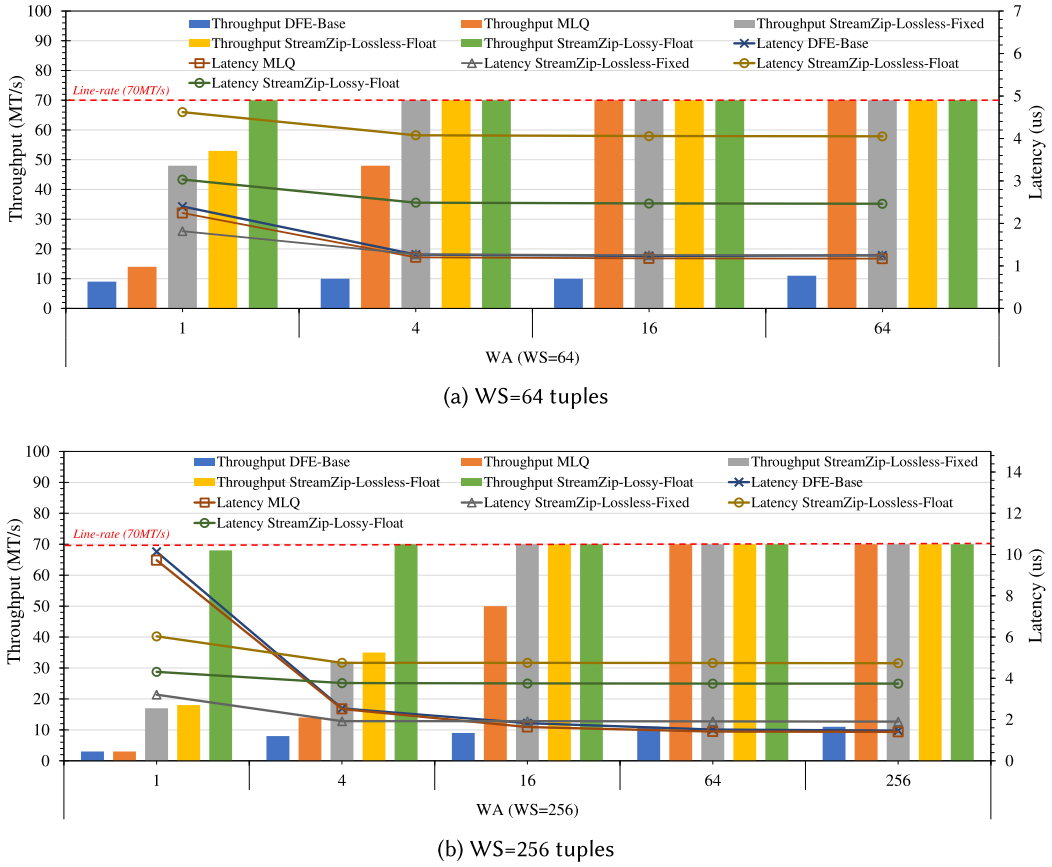 100
90
80
70
60
50
40
30
20
10
0
Throughput (MT/s)
Throughput DFE-Base
Throughput MLQ
Throughput StreamZip-Lossless-Fixed
Throughput StreamZip-Lossless-Float
Throughput StreamZip-Lossy-Float
Latency DFE-Base
Latency MLQ
Latency StreamZip-Lossless-Fixed
Latency StreamZip-Lossless-Float
Latency StreamZip-Lossy-Float
Line-rate (70MT/s)
7
6
5
4
3
2
1
0
Latency (us)
1 4 16 64
WA (WS=64)
(a) WS=64 tuples
100
90
80
70
60
50
40
30
20
10
0
Throughput (MT/s)
Throughput DFE-Base
Throughput MLQ
Throughput StreamZip-Lossless-Fixed
Throughput StreamZip-Lossless-Float
Throughput StreamZip-Lossy-Float
Latency DFE-Base
Latency MLQ
Latency StreamZip-Lossless-Fixed
Latency StreamZip-Lossless-Float
Latency StreamZip-Lossy-Float
Line-rate (70MT/s)
14
12
10
8
6
4
2
0
Latency (us)
1 4 16 64 256
WA (WS=256)
(b) WS=256 tuples